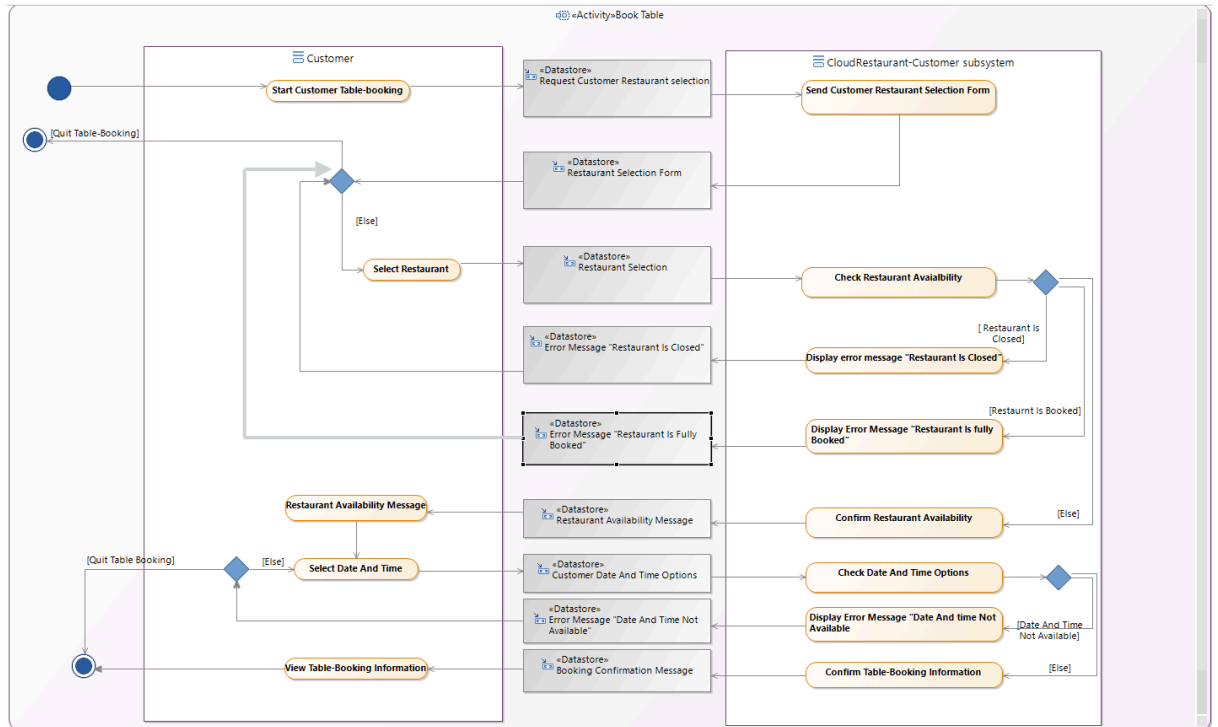 «Activity»Book Table
Customer
CloudRestaurant-Customer subsystem
«Datastore»
Request Customer Restaurant selection
Start Customer Table-booking
Send Customer Restaurant Selection Form
[Quit Table-Booking]
«Datastore»
Restaurant Selection Form
[Else]
Select Restaurant
«Datastore»
Restaurant Selection
Check Restaurant Avaialbility
[ Restaurant Is
Closed]
«Datastore»
Error Message "Restaurant Is Closed"
Display error message "Restaurant Is Closed"
[Restaurnt Is Booked]
«Datastore»
Error Message "Restaurant Is Fully
Booked"
Display Error Message "Restaurant Is fully
Booked"
Restaurant Availability Message
«Datastore»
Restaurant Availability Message
Confirm Restaurant Availability
[Else]
[Quit Table Booking]
[Else]
Select Date And Time
«Datastore»
Customer Date And Time Options
Check Date And Time Options
«Datastore»
Error Message "Date And Time Not
Available"
Display Error Message "Date And time Not
Available
[Date And Time
Not Available]
View Table-Booking Information
«Datastore»
Booking Confirmation Message
Confirm Table-Booking Information
[Else]